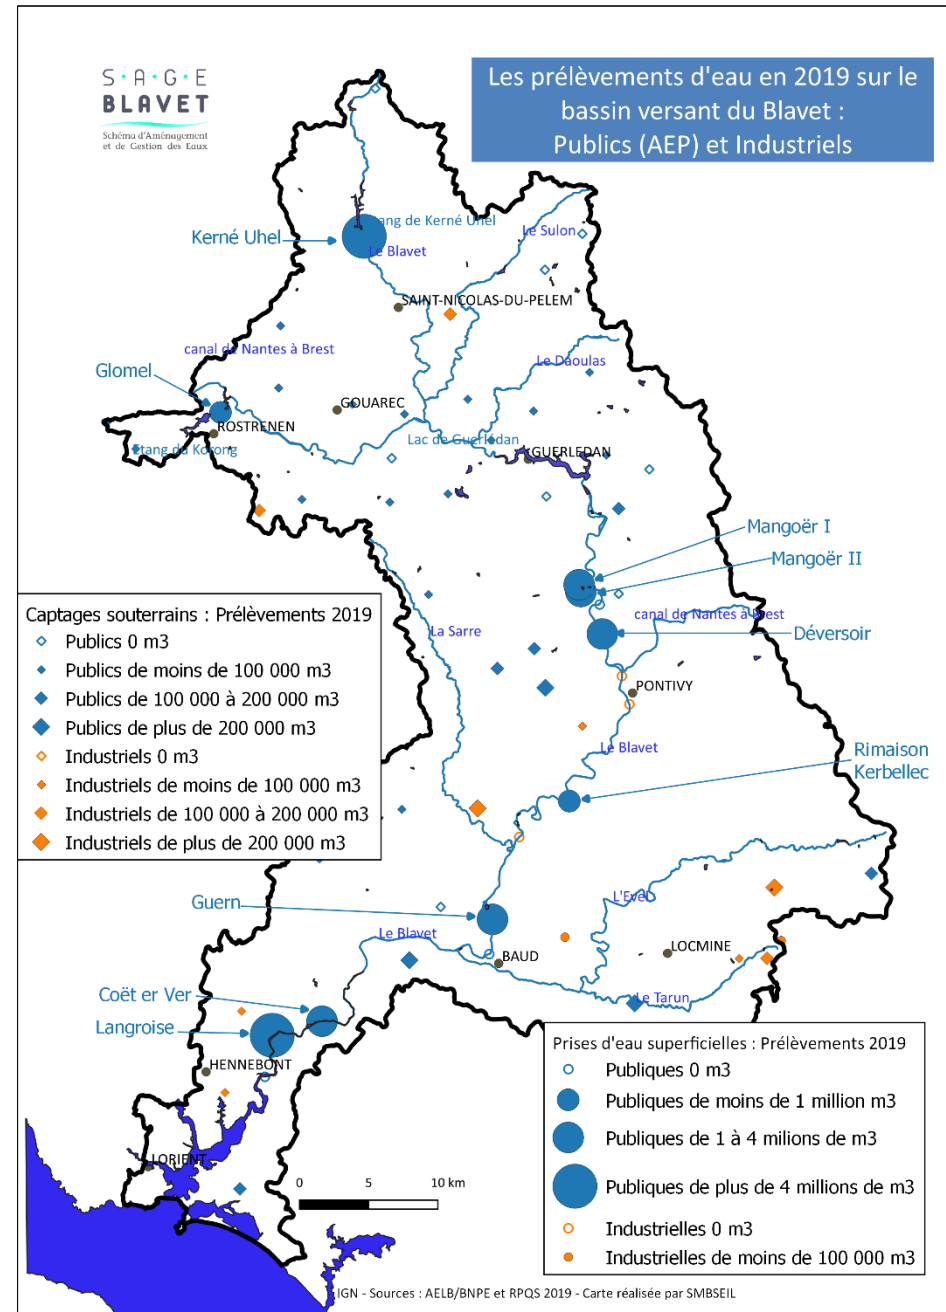 S·A·G·E
BLAVET
Schéma d'Aménagement
et de Gestion des Eaux
Les prélèvements d'eau en 2019 sur le
bassin versant du Blavet :
Publics (AEP) et Industriels
Kerné Uhel
tang de Kerné Uhel
Le Blavet
Le Sulon
SAINT-NICOLAS-DU-PELEM
canal de Nantes à Brest
Le Daoulas
Glomel
GOUAREC
ROSTRENEN
Etang du Korong
Lac de Guerlédan
GUERLEDAN
Mangoër I
Mangoër II
canal de Nantes à Brest
Déversoir
La Sarre
PONTIVY
Le Blavet
Rimaison
Kerbellec
Captages souterrains : Prélèvements 2019
Publics 0 m3
Publics de moins de 100 000 m3
Publics de 100 000 à 200 000 m3
Publics de plus de 200 000 m3
Industriels 0 m3
Industriels de moins de 100 000 m3
Industriels de 100 000 à 200 000 m3
Industriels de plus de 200 000 m3
Guern
L'Evel
Le Blavet
BAUD
LOCMINE
Coët er Ver
Langroise
Le Tarun
HENNEBONT
LORIENT
0 5 10 km
Prises d'eau superficielles : Prélèvements 2019
Publiques 0 m3
Publiques de moins de 1 million m3
Publiques de 1 à 4 milions de m3
Publiques de plus de 4 millions de m3
Industrielles 0 m3
Industrielles de moins de 100 000 m3
IGN - Sources : AELB/BNPE et RPQS 2019 - Carte réalisée par SMBSEIL